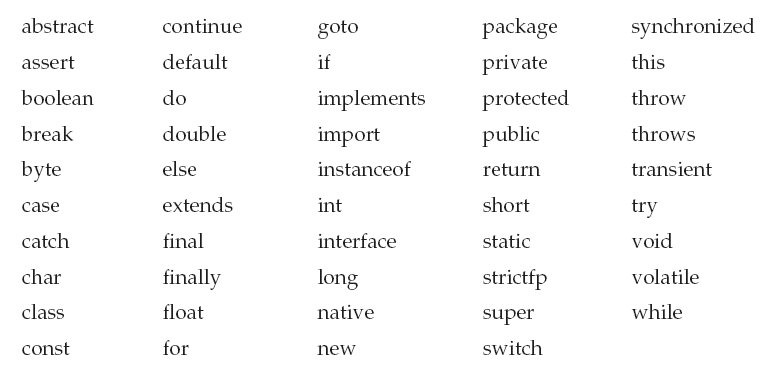 abstract continue goto package synchronized
assert default if private this
boolean do implements protected throw
break double import public throws
byte else instanceof return transient
case extends int short try
catch final interface static void
char finally long strictfp volatile
class float native super while
const for new switch